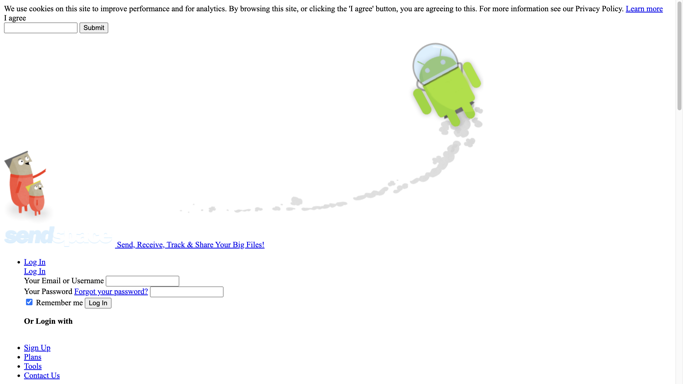 We use cookies on this site to improve performance and for analytics. By browsing this site, or clicking the 'I agree' button, you are agreeing to this. For more information see our Privacy Policy. Learn more
I agree
Submit
sendspace Send, Receive, Track & Share Your Big Files!
Log In
Log In
Your Email or Username
Your Password Forgot your password?
Remember me Log In
Or Login with
Sign Up
Plans
Tools
Contact Us